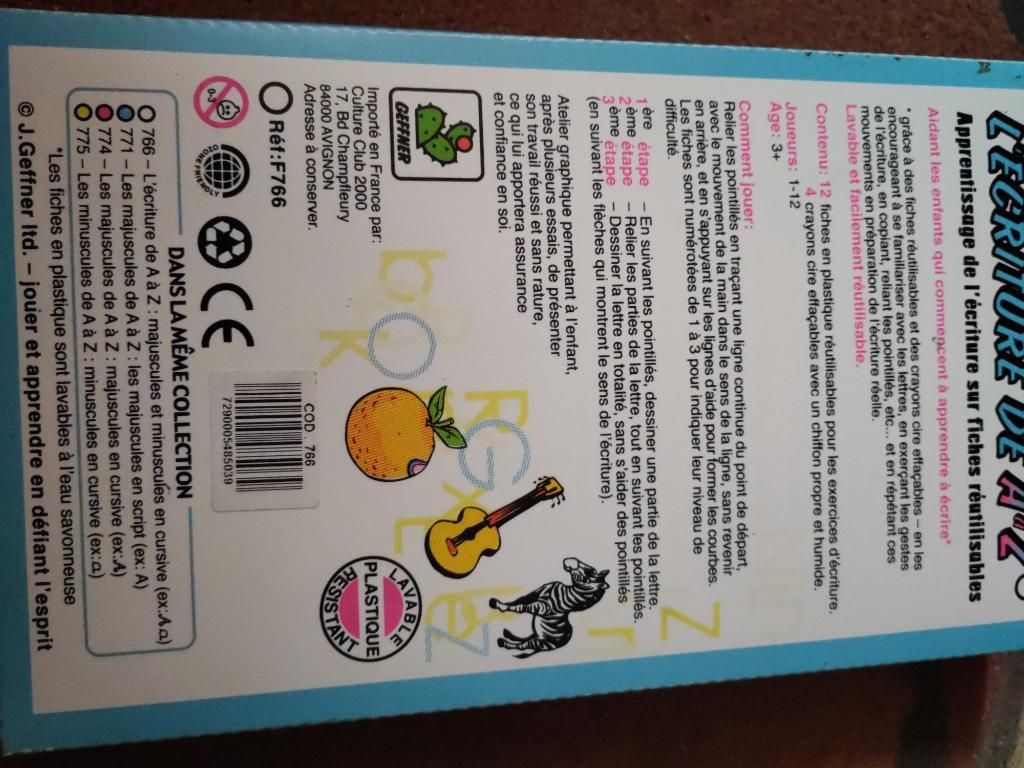 L'ÉCRITURE DE A à Z
Apprentissage de l'écriture sur fiches réutilisables
Aidant les enfants qui commencent à apprendre à écrire*
* grâce à des fiches réutilisables et des crayons cire effaçables – en les
encourageant à se familiariser avec les lettres, en exerçant les gestes
de l'écriture, en copiant, reliant les pointillés, etc... et en répétant ces
mouvements en préparation de l'écriture réelle.
Lavable et facilement réutilisable.
Contenu: 12 fiches en plastique réutilisables pour les exercices d'écriture.
4 crayons cire effaçables avec un chiffon propre et humide.
Joueurs: 1-12
Age: 3+
Comment jouer:
Relier les pointillés en traçant une ligne continue du point de départ,
avec le mouvement de la main dans le sens de la ligne, sans revenir
en arrière, et en s'appuyant sur les lignes d'aide pour former les courbes.
Les fiches sont numérotées de 1 à 3 pour indiquer leur niveau de
difficulté.
1 ère étape – En suivant les pointillés, dessiner une partie de la lettre.
2 ème étape – Relier les parties de la lettre, tout en suivant les pointillés.
3 ème étape – Dessiner la lettre en totalité, sans s'aider des pointillés
(en suivant les flèches qui montrent le sens de l'écriture).
Atelier graphique permettant à l'enfant,
après plusieurs essais, de présenter
son travail réussi et sans rature,
ce qui lui apportera assurance
et confiance en soi.
GEFFNER
Importé en France par:
Culture Club 2000
17, Bd Champfleury
84000 AVIGNON
Adresse à conserver.
Réf:F766
0-3
OZONE FRIENDLY
CE
COD. 766
7290005485039
LAVABLE
PLASTIQUE
RÉSISTANT
DANS LA MÊME COLLECTION
766 – L'écriture de A à Z : majuscules et minuscules en cursive (ex:A a)
771 – Les majuscules de A à Z : les majuscules en script (ex: A)
774 – Les majuscules de A à Z : majuscules en cursive (ex:A)
775 – Les minuscules de A à Z : minuscules en cursive (ex:a)
*Les fiches en plastique sont lavables à l'eau savonneuse
© J.Geffner ltd. – jouer et apprendre en défiant l'esprit